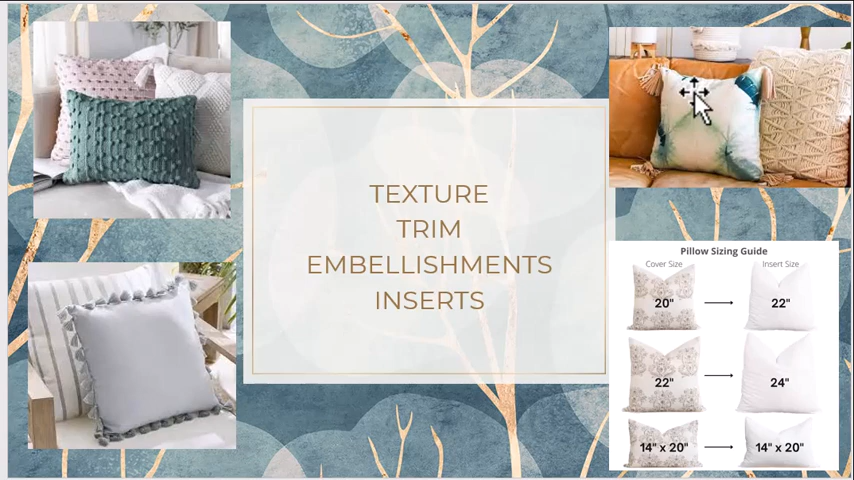 TEXTURE
TRIM
EMBELLISHMENTS
INSERTS
Pillow Sizing Guide
Cover Size Insert Size
20" 22"
22" 24"
14" x 20" 14" x 20"